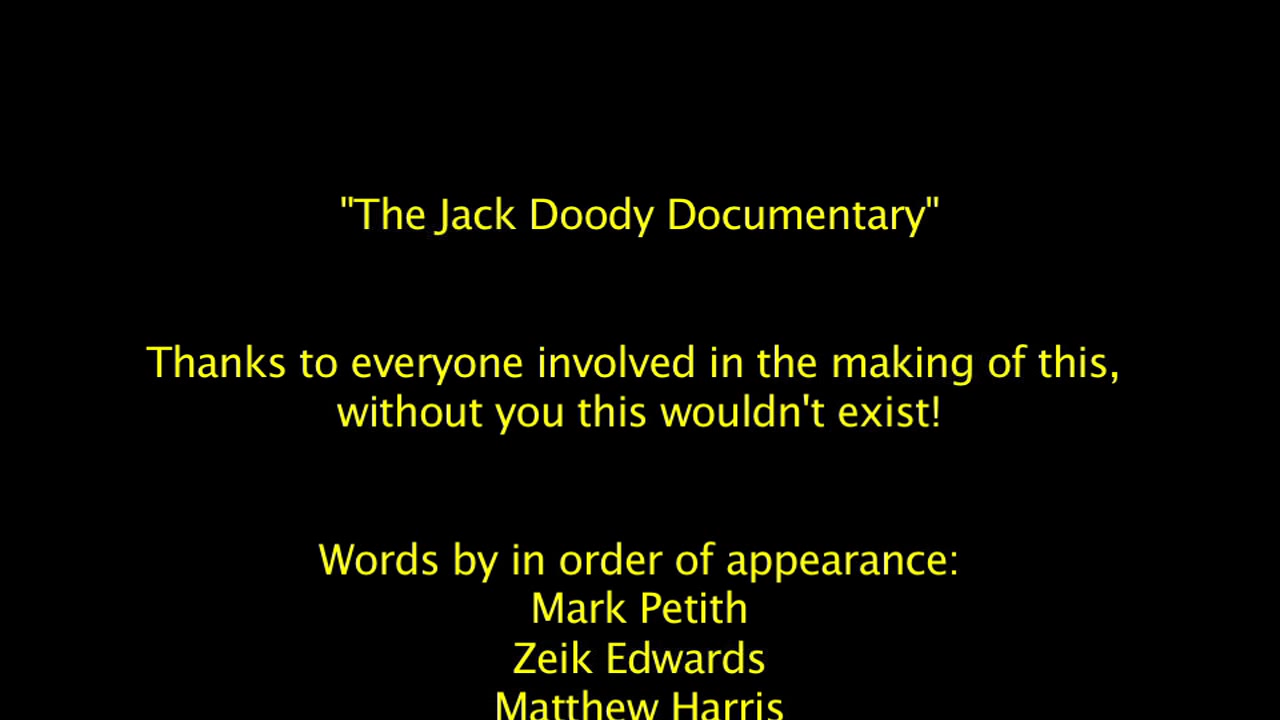 "The Jack Doody Documentary"
Thanks to everyone involved in the making of this,
without you this wouldn't exist!
Words by in order of appearance:
Mark Petith
Zeik Edwards
Matthew Harris